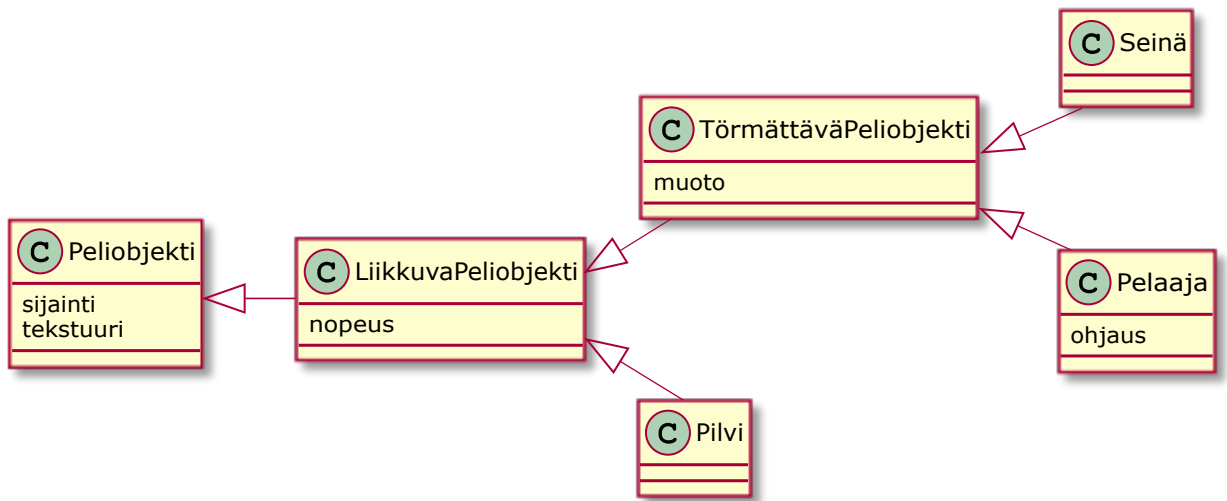 C Peliobjekti
sijainti
tekstuuri
C LiikkuvaPeliobjekti
nopeus
C TörmättäväPeliobjekti
muoto
C Seinä
C Pelaaja
ohjaus
C Pilvi